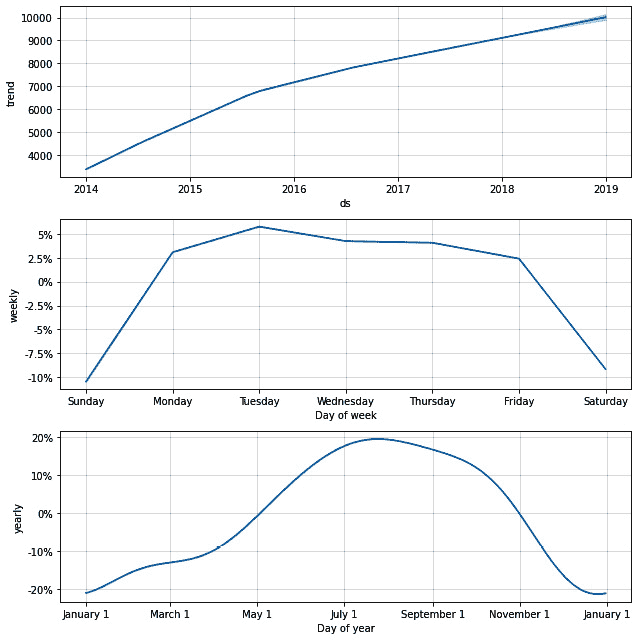 10000
9000
8000
7000
6000
5000
4000
trend
2014 2015 2016 2017 2018 2019
ds
5%
2.5%
0%
-2.5%
-5%
-7.5%
-10%
weekly
Sunday Monday Tuesday Wednesday Thursday Friday Saturday
Day of week
20%
10%
0%
-10%
-20%
yearly
January 1 March 1 May 1 July 1 September 1 November 1 January 1
Day of year